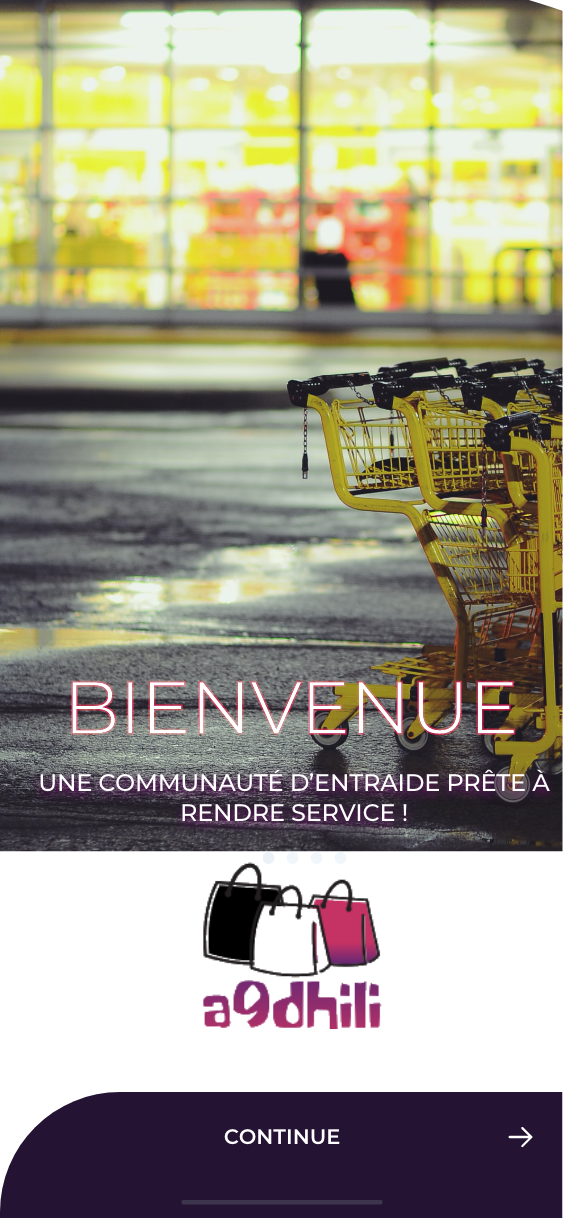 BIENVENUE
UNE COMMUNAUTÉ D’ENTRAIDE PRÊTE À
RENDRE SERVICE !
a9dhili
CONTINUE